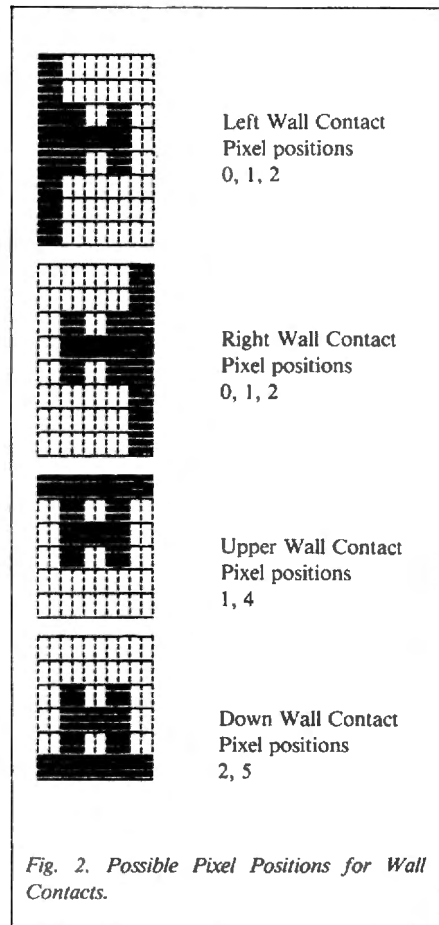 Left Wall Contact
Pixel positions
0, 1, 2
Right Wall Contact
Pixel positions
0, 1, 2
Upper Wall Contact
Pixel positions
1, 4
Down Wall Contact
Pixel positions
2, 5
Fig. 2. Possible Pixel Positions for Wall
Contacts.